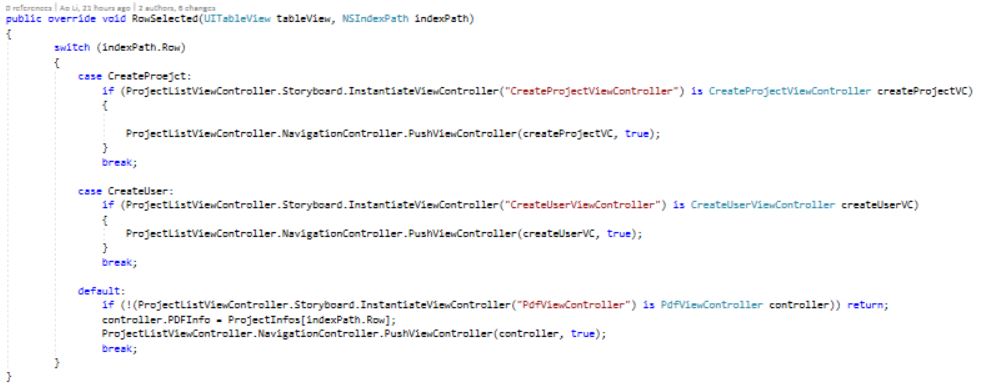 0 references | Ao Li, 21 hours ago | 2 authors, 6 changes
public override void RowSelected(UITableView tableView, NSIndexPath indexPath)
{
switch (indexPath.Row)
{
case CreateProejct:
if (ProjectListViewController.Storyboard.InstantiateViewController("CreateProjectViewController") is CreateProjectViewController createProjectVC)
{
ProjectListViewController.NavigationController.PushViewController(createProjectVC, true);
}
break;
case CreateUser:
if (ProjectListViewController.Storyboard.InstantiateViewController("CreateUserViewController") is CreateUserViewController createUserVC)
{
ProjectListViewController.NavigationController.PushViewController(createUserVC, true);
}
break;
default:
if (!(ProjectListViewController.Storyboard.InstantiateViewController("PdfViewController") is PdfViewController controller)) return;
controller.PDFInfo = ProjectInfos[indexPath.Row];
ProjectListViewController.NavigationController.PushViewController(controller, true);
break;
}
}